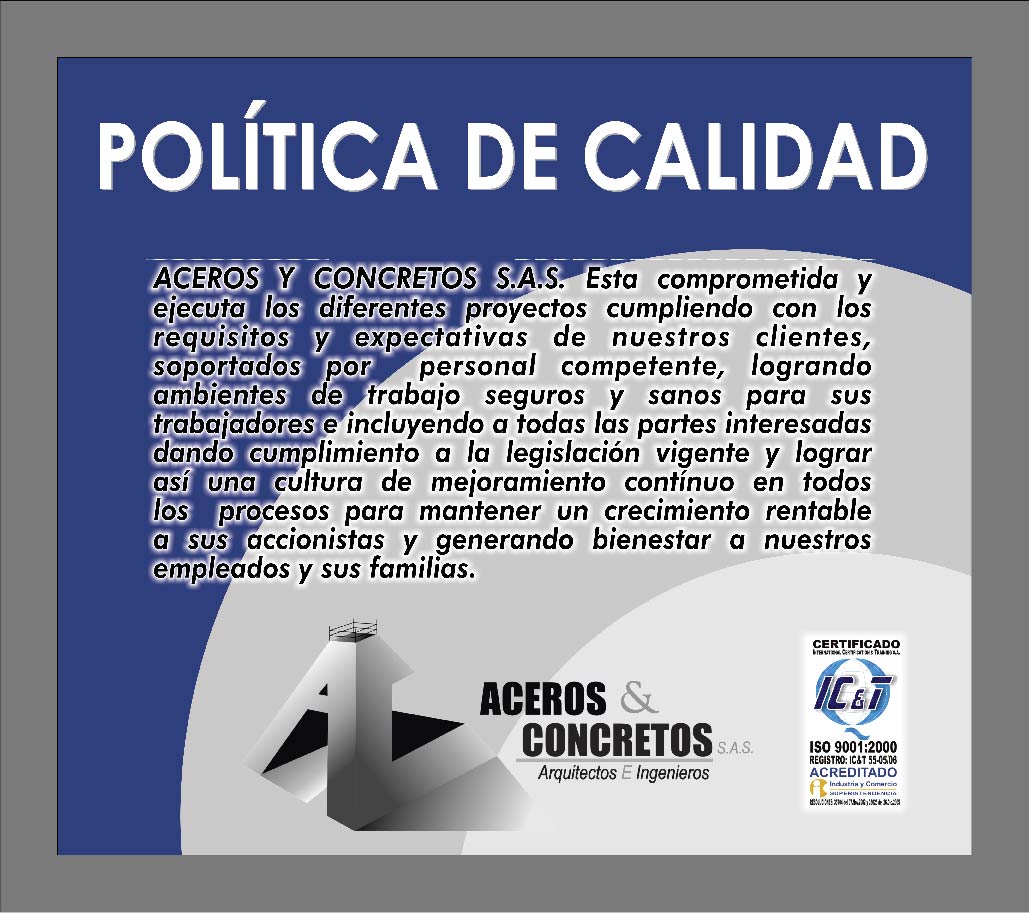 POLÍTICA DE CALIDAD
ACEROS Y CONCRETOS S.A.S. Esta comprometida y
ejecuta los diferentes proyectos cumpliendo con los
requisitos y expectativas de nuestros clientes,
soportados por personal competente, logrando
ambientes de trabajo seguros y sanos para sus
trabajadores e incluyendo a todas las partes interesadas
dando cumplimiento a la legislación vigente y lograr
así una cultura de mejoramiento contínuo en todos
los procesos para mantener un crecimiento rentable
a sus accionistas y generando bienestar a nuestros
empleados y sus familias.
ACEROS &
CONCRETOS S.A.S.
Arquitectos E Ingenieros
CERTIFICADO
INTERNATIONAL CERTIFICATION & TRAINING S.A.
IC&T
ISO 9001:2000
REGISTRO: IC&T 55-05/06
ACREDITADO
Industria y Comercio
SUPERINTENDENCIA